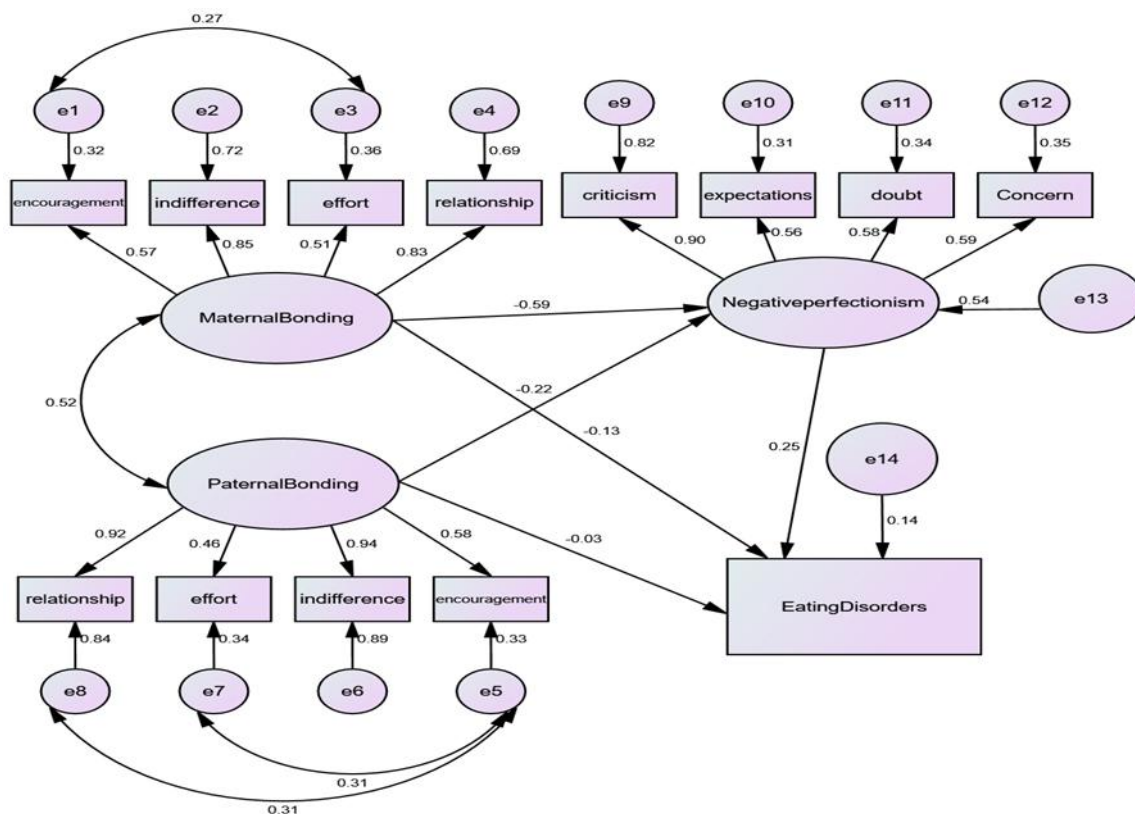 0.27
e1 e2 e3 e4 e9 e10 e11 e12
0.32 0.72 0.36 0.69 0.82 0.31 0.34 0.35
encouragement indifference effort relationship criticism expectations doubt Concern
0.57 0.85 0.51 0.83 0.90 0.56 0.58 0.59
MaternalBonding -0.59 Negativeperfectionism 0.54 e13
0.52 -0.22
-0.13 0.25 e14
PaternalBonding
0.92 0.46 0.94 0.58 -0.03 0.14
relationship effort indifference encouragement EatingDisorders
0.84 0.34 0.89 0.33
e8 e7 e6 e5
0.31
0.31